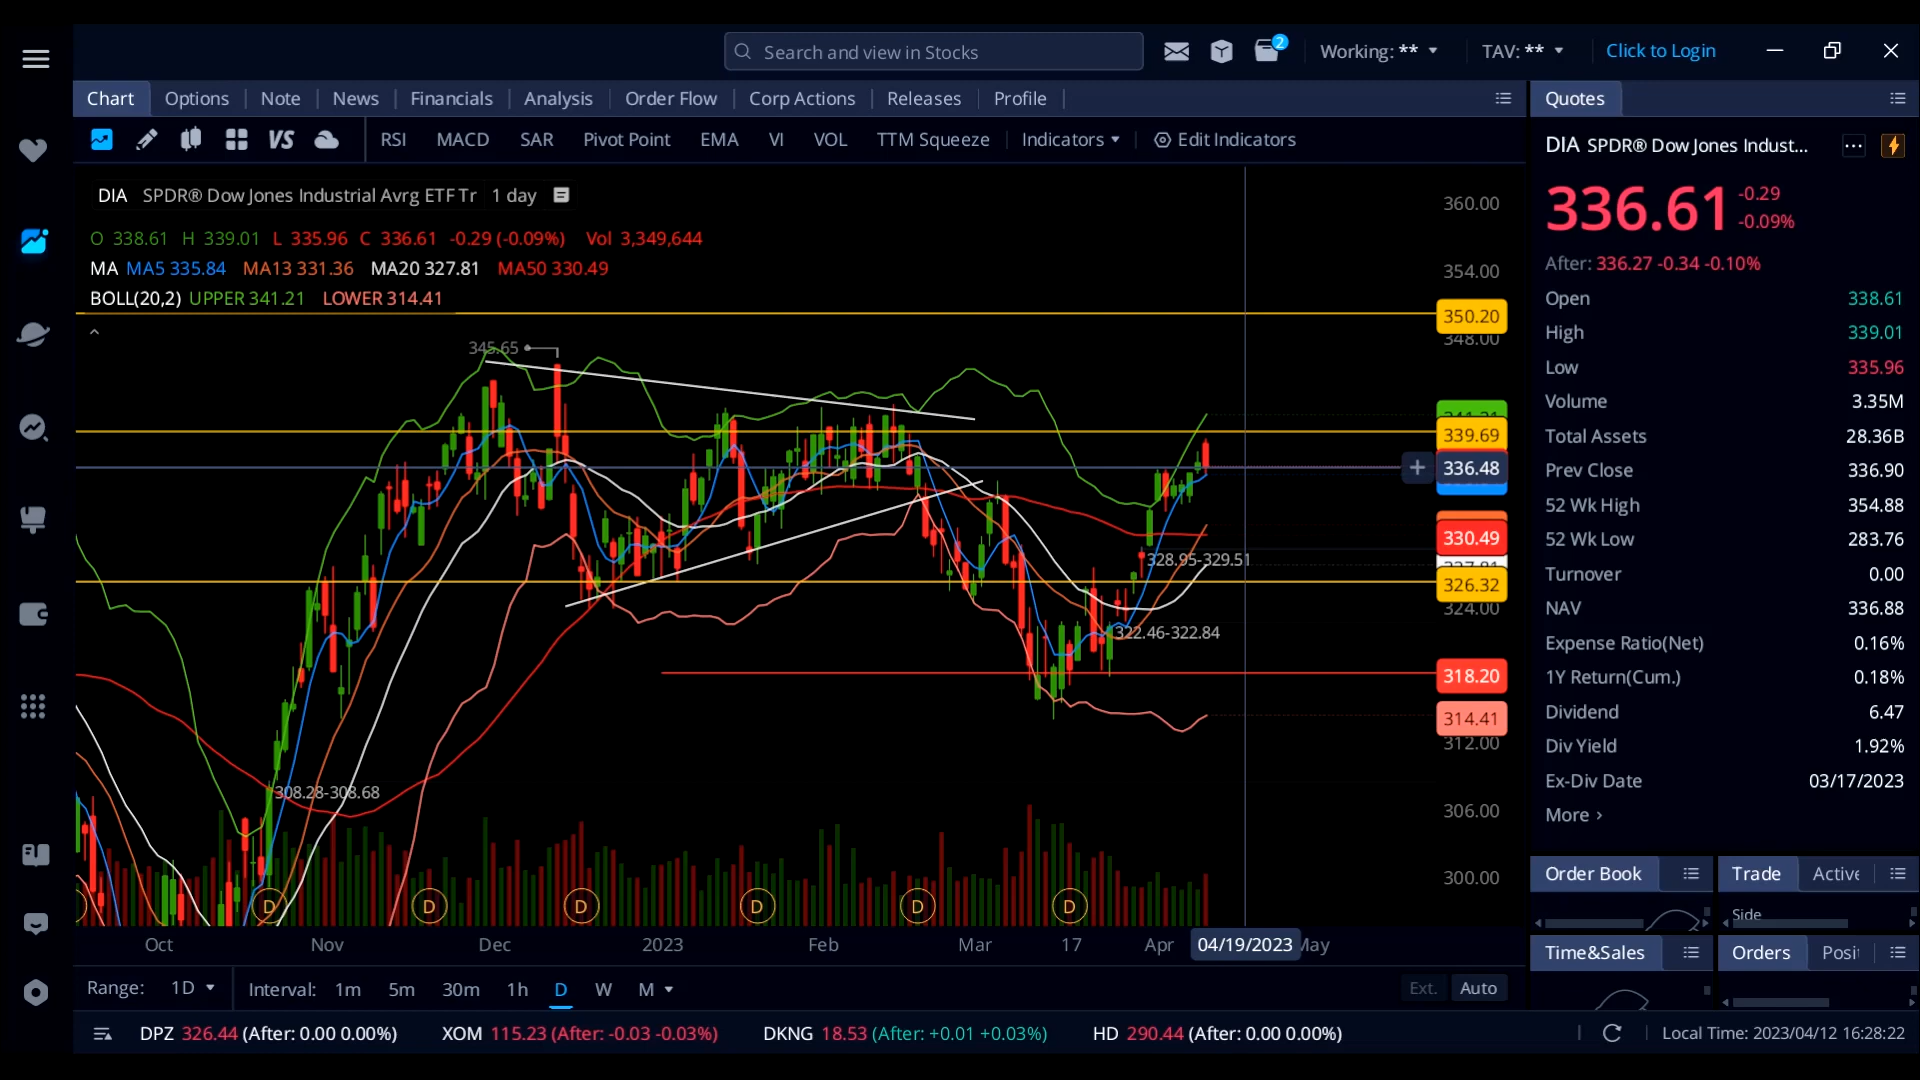 Search and view in Stocks
2
Working: **
TAV: **
Click to Login
Chart Options Note News Financials Analysis Order Flow Corp Actions Releases Profile
Quotes
VS RSI MACD SAR Pivot Point EMA VI VOL TTM Squeeze Indicators Edit Indicators
DIA SPDR® Dow Jones Indust...
DIA SPDR® Dow Jones Industrial Avrg ETF Tr 1 day
336.61
-0.29
-0.09%
O 338.61 H 339.01 L 335.96 C 336.61 -0.29 (-0.09%) Vol 3,349,644
MA MA5 335.84 MA13 331.36 MA20 327.81 MA50 330.49
BOLL(20,2) UPPER 341.21 LOWER 314.41
After: 336.27 -0.34 -0.10%
Open 338.61
High 339.01
Low 335.96
Volume 3.35M
Total Assets 28.36B
Prev Close 336.90
52 Wk High 354.88
52 Wk Low 283.76
Turnover 0.00
NAV 336.88
Expense Ratio(Net) 0.16%
1Y Return(Cum.) 0.18%
Dividend 6.47
Div Yield 1.92%
Ex-Div Date 03/17/2023
More
360.00
354.00
350.20
348.00
339.69
336.48
330.49
326.32
324.00
318.20
314.41
312.00
306.00
300.00
345.65
328.95-329.51
322.46-322.84
308.28-308.68
D D D D D D
Oct Nov Dec 2023 Feb Mar 17 Apr 04/19/2023 May
Order Book
Trade Active
Side
Time&Sales
Orders Posi
Range: 1D Interval: 1m 5m 30m 1h D W M
Ext. Auto
DPZ 326.44 (After: 0.00 0.00%) XOM 115.23 (After: -0.03 -0.03%) DKNG 18.53 (After: +0.01 +0.03%) HD 290.44 (After: 0.00 0.00%)
Local Time: 2023/04/12 16:28:22